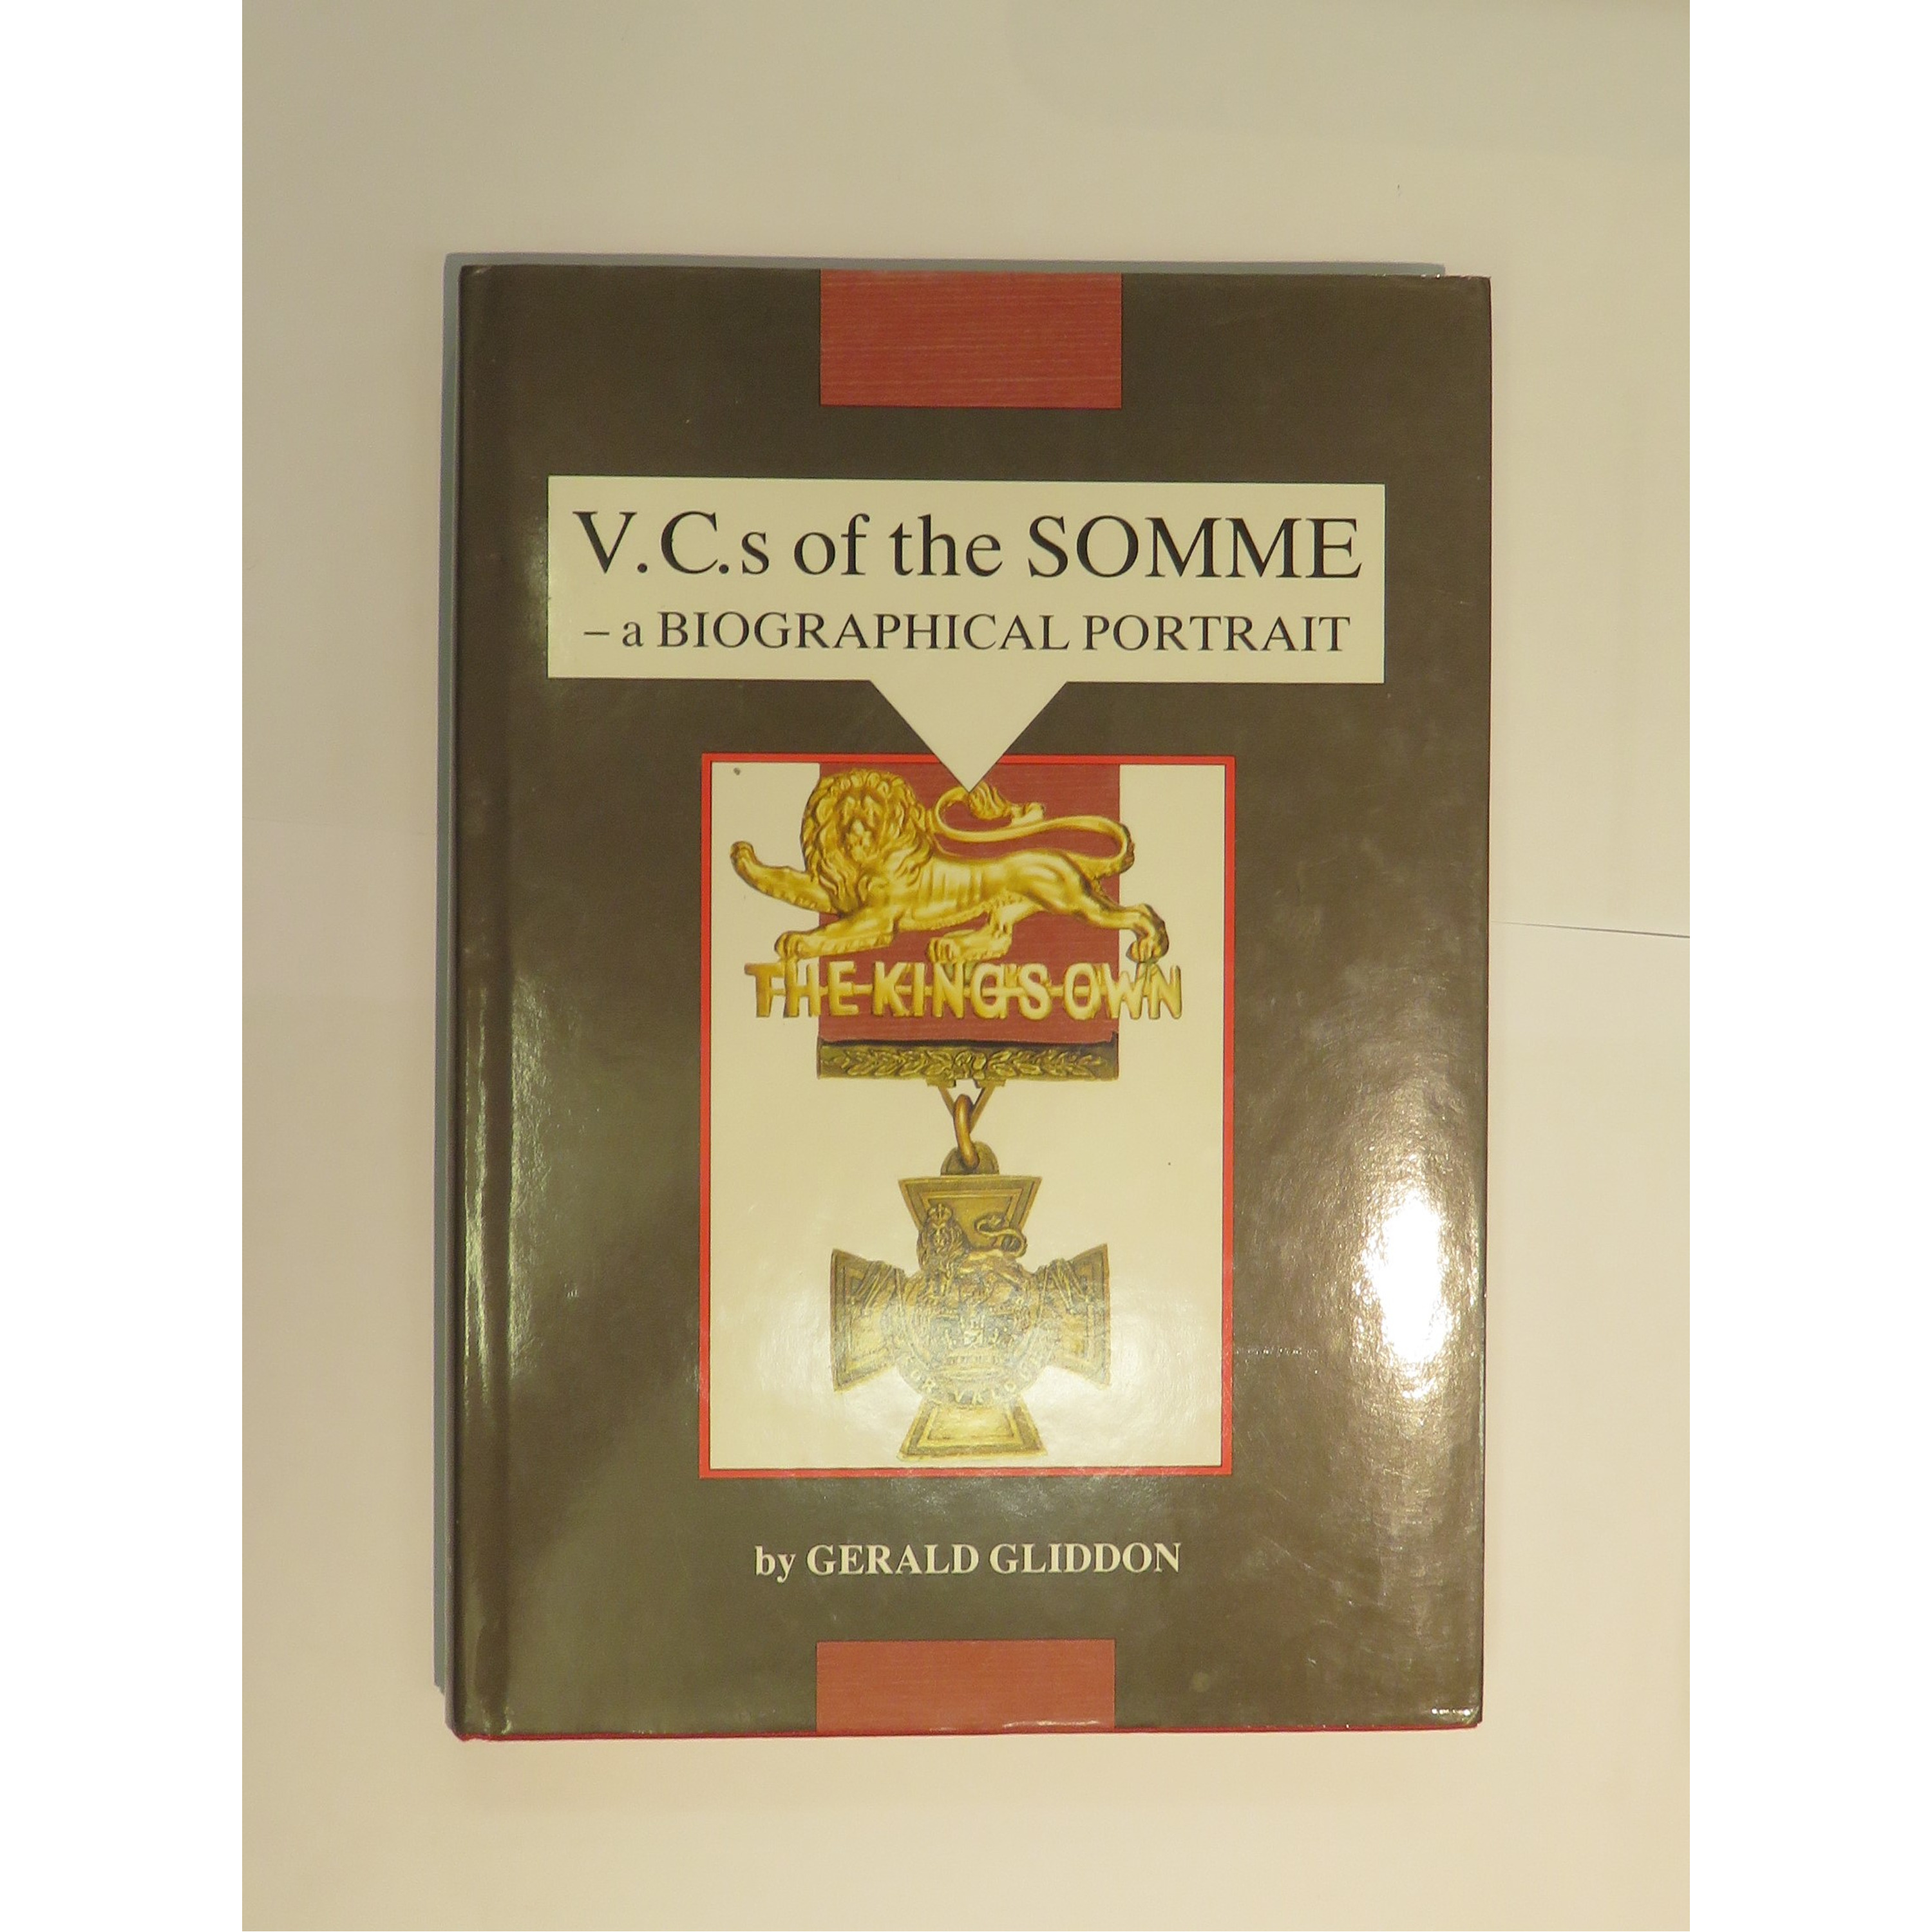 V.C.s of the SOMME
– a BIOGRAPHICAL PORTRAIT
THE KING'S OWN
by GERALD GLIDDON